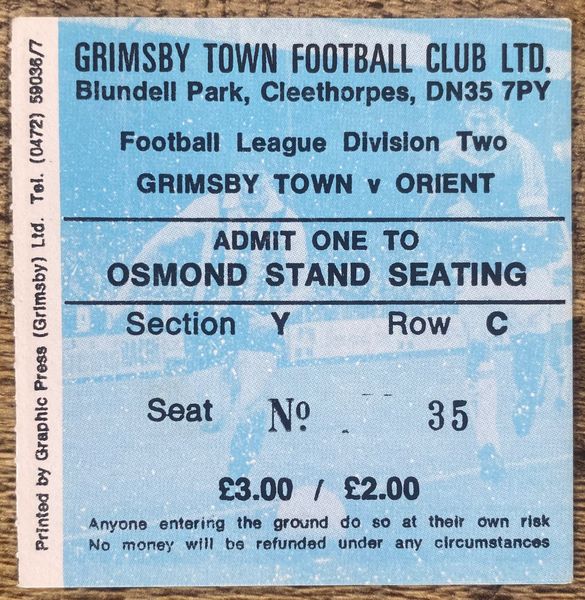 GRIMSBY TOWN FOOTBALL CLUB LTD.
Blundell Park, Cleethorpes, DN35 7PY
Football League Division Two
GRIMSBY TOWN v ORIENT
ADMIT ONE TO
OSMOND STAND SEATING
Section Y Row C
Seat No 35
£3.00 / £2.00
Anyone entering the ground do so at their own risk
No money will be refunded under any circumstances
Printed by Graphic Press (Grimsby) Ltd. Tel. (0472) 59036/7